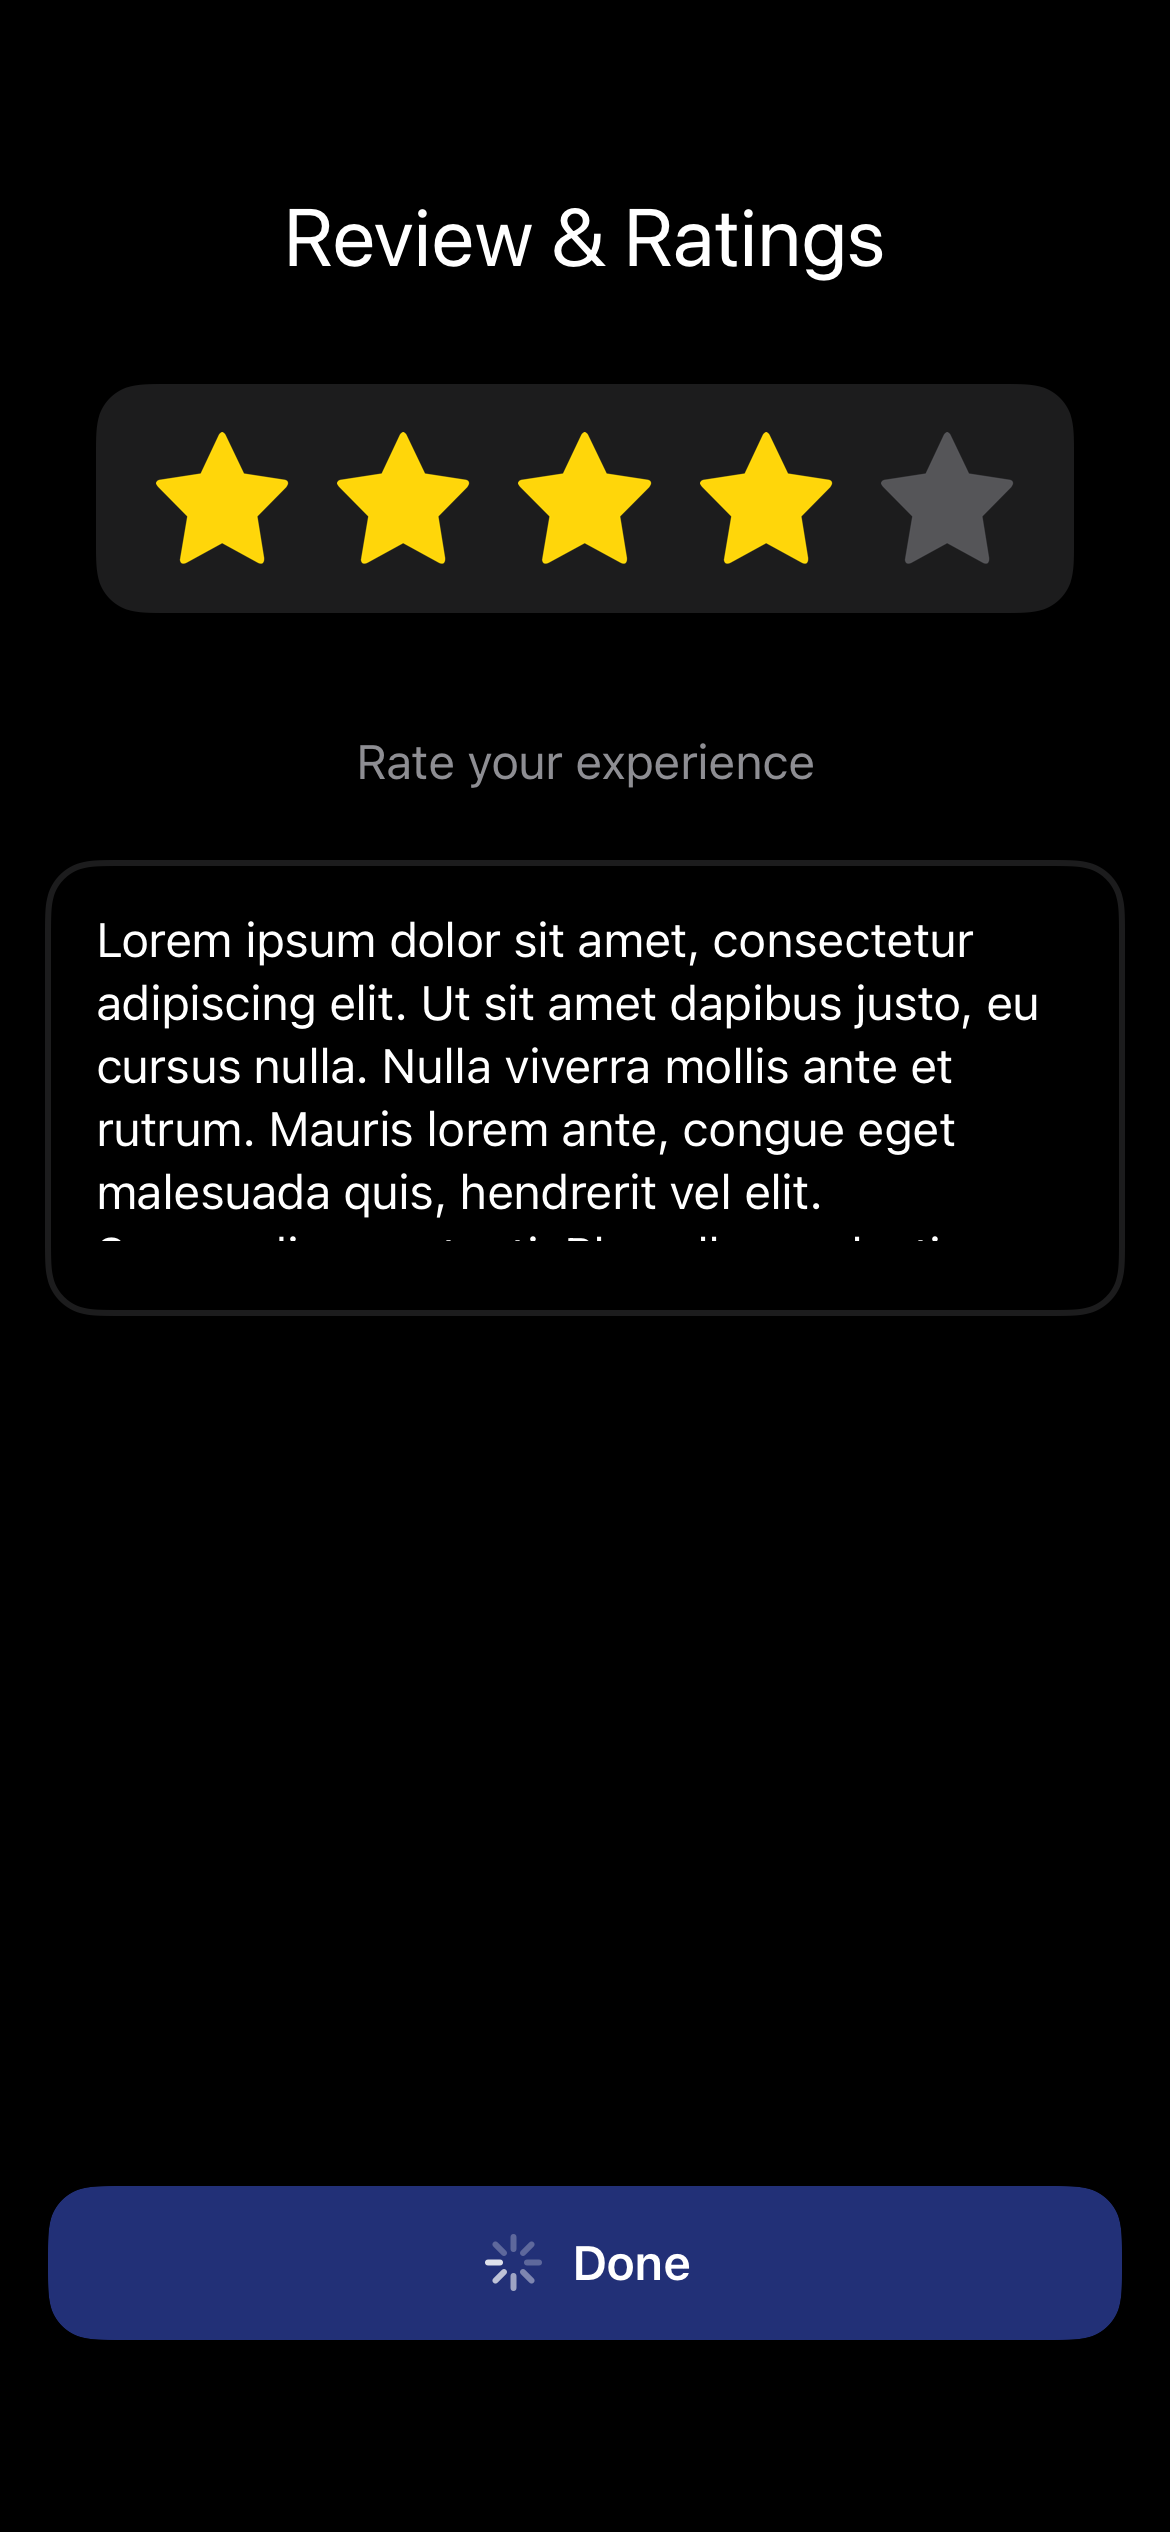 Review & Ratings
Rate your experience
Lorem ipsum dolor sit amet, consectetur
adipiscing elit. Ut sit amet dapibus justo, eu
cursus nulla. Nulla viverra mollis ante et
rutrum. Mauris lorem ante, congue eget
malesuada quis, hendrerit vel elit.
Done